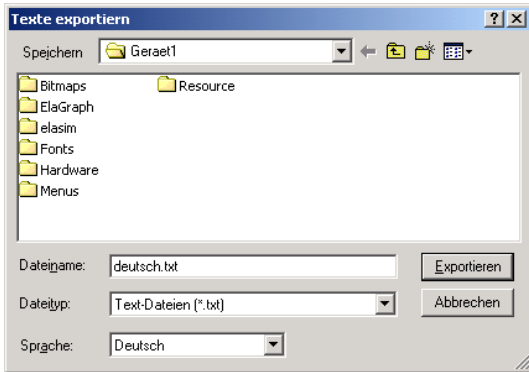 Texte exportieren
Speichern Geraet1
Bitmaps Resource
ElaGraph
elasim
Fonts
Hardware
Menus
Dateiname: deutsch.txt Exportieren
Dateityp: Text-Dateien (*.txt) Abbrechen
Sprache: Deutsch